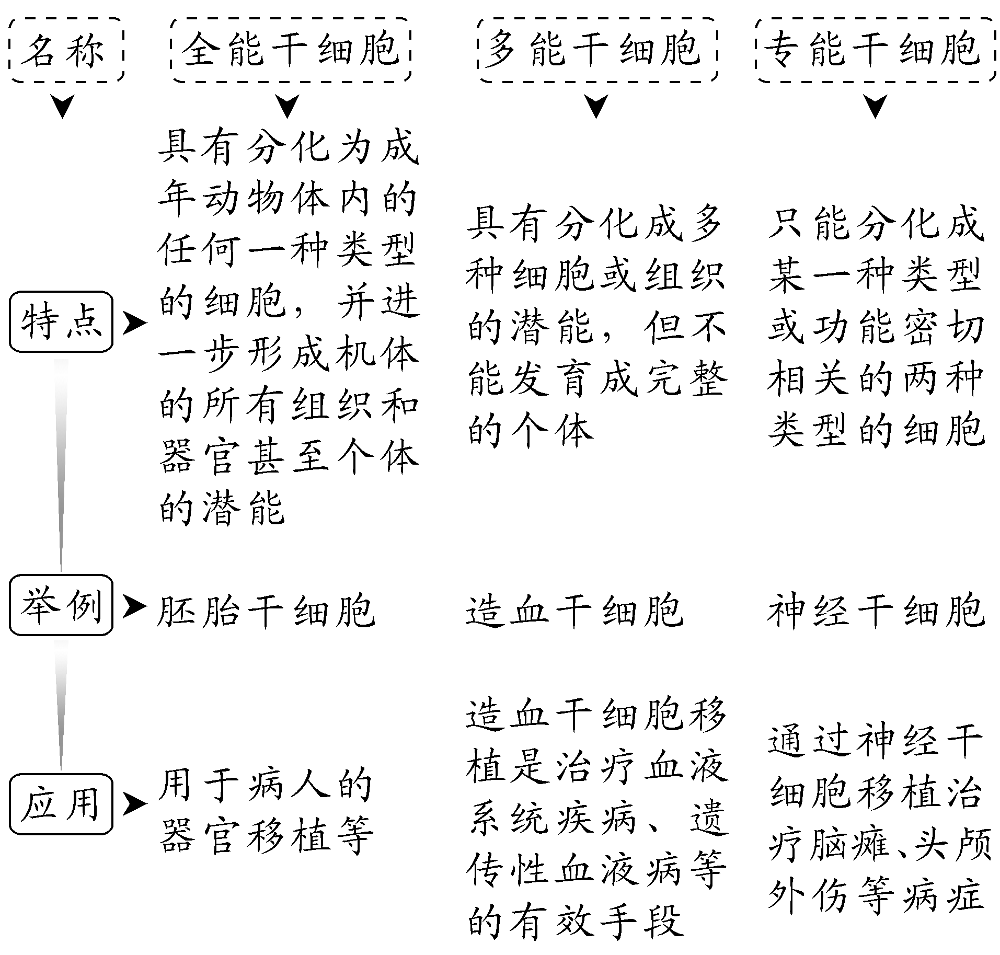 名称
全能干细胞
多能干细胞
专能干细胞
特点
具有分化为成
年动物体内的
任何一种类型
的细胞，并进
一步形成机体
的所有组织和
器官甚至个体
的潜能
具有分化成多
种细胞或组织
的潜能，但不
能发育成完整
的个体
只能分化成
某一种类型
或功能密切
相关的两种
类型的细胞
举例
胚胎干细胞
造血干细胞
神经干细胞
应用
用于病人的
器官移植等
造血干细胞移
植是治疗血液
系统疾病、遗
传性血液病等
的有效手段
通过神经干
细胞移植治
疗脑瘫、头颅
外伤等病症